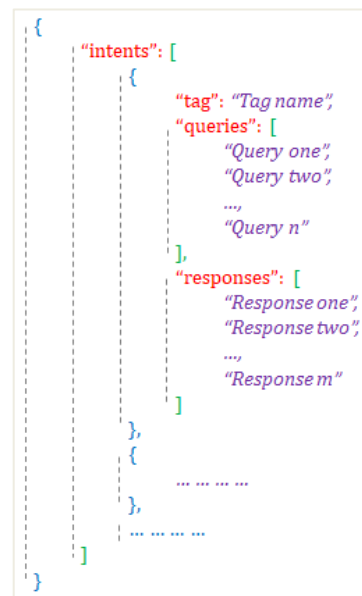 {
“intents”: [
{
“tag”: “Tag name”,
“queries”: [
“Query one”,
“Query two”,
...,
“Query n”
],
“responses”: [
“Response one”,
“Response two”,
...,
“Response m”
]
},
{
... ... ... ...
},
... ... ... ...
]
}